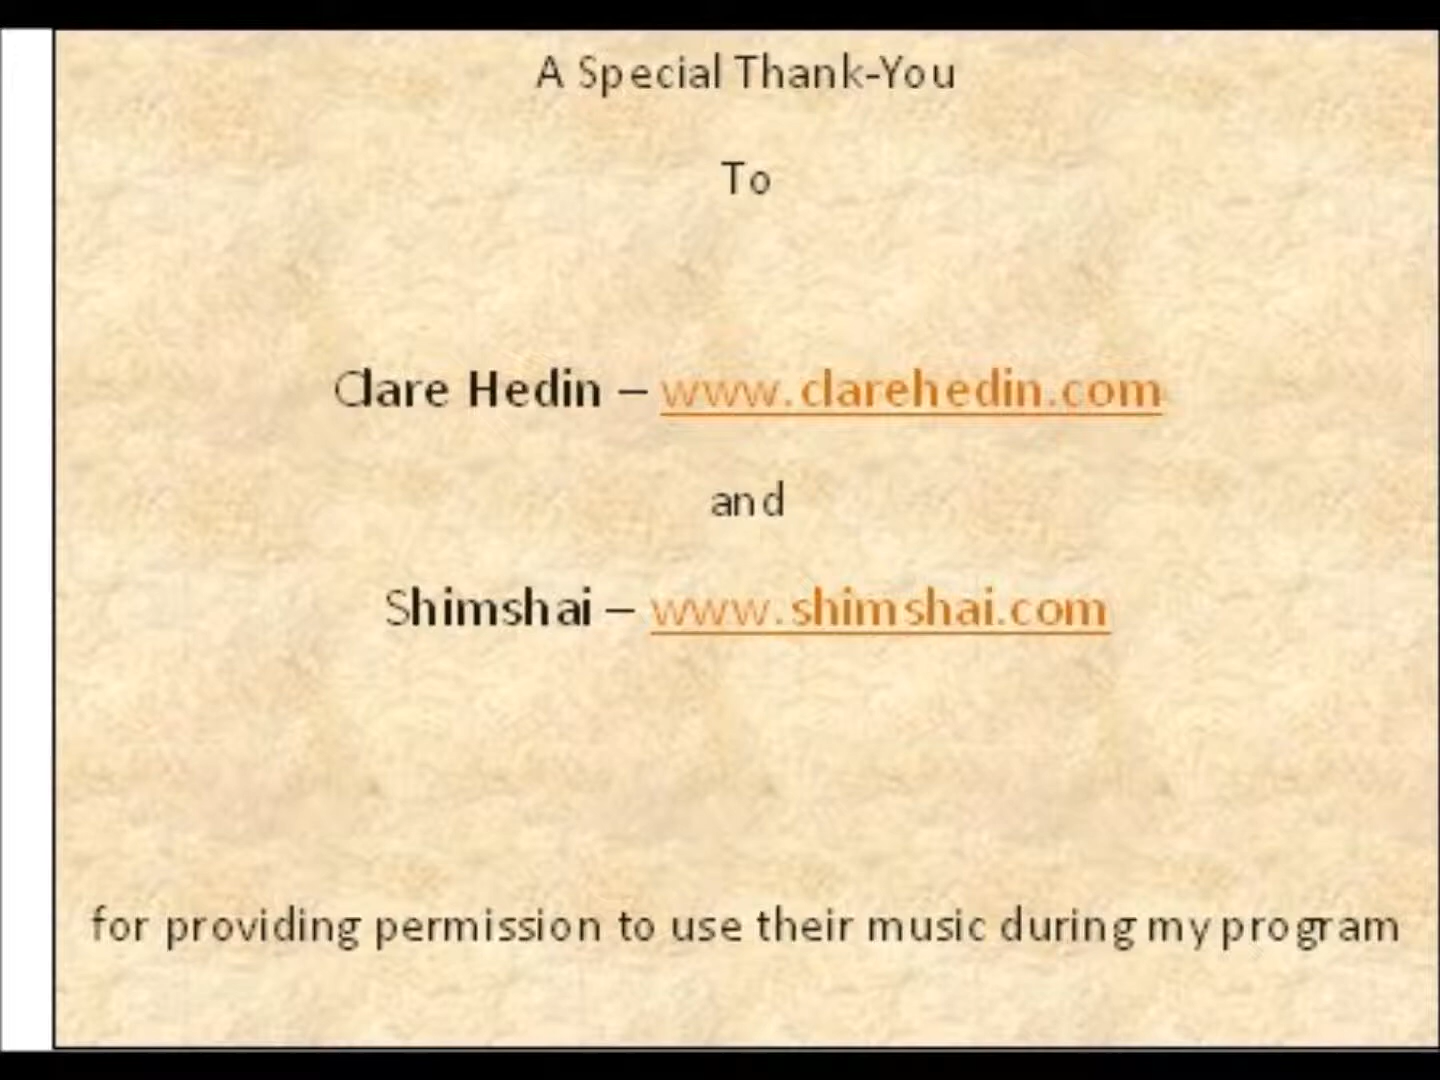 A Special Thank-You
To
Clare Hedin – www.clarehedin.com
and
Shimshai – www.shimshai.com
for providing permission to use their music during my program